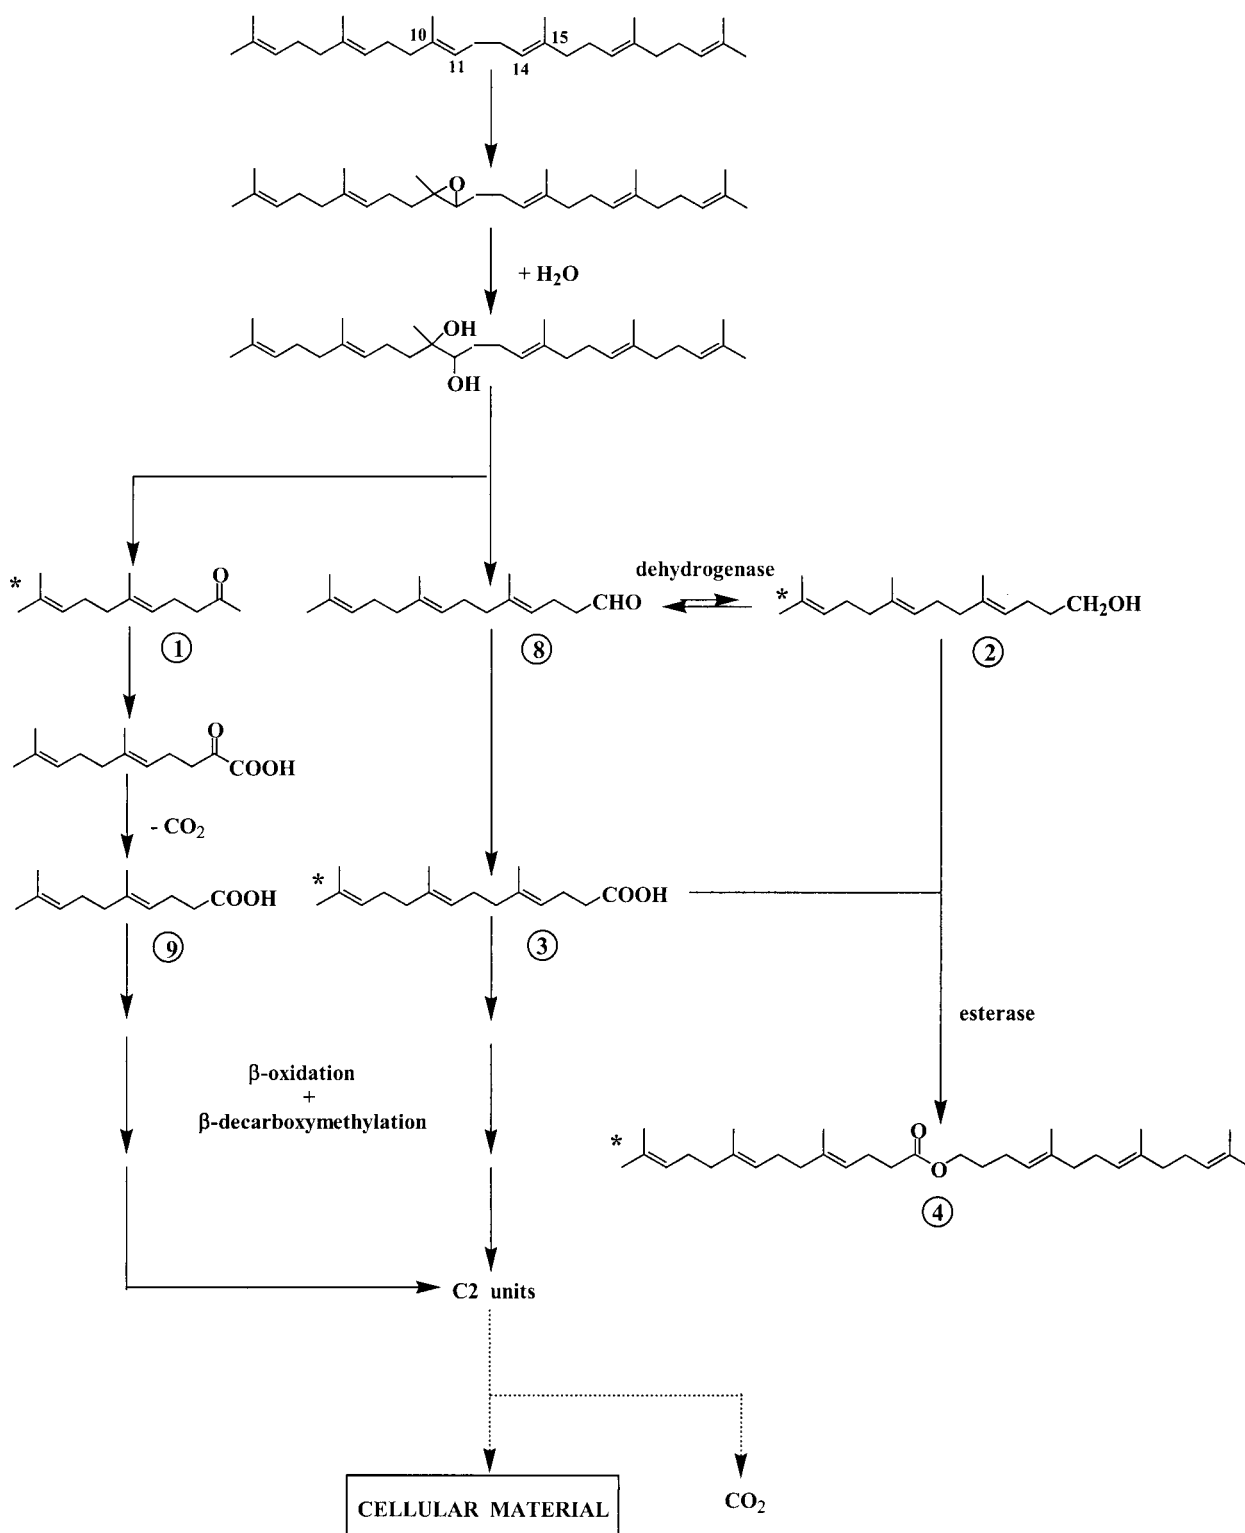 10
15
11
14
O
+ H₂O
OH
OH
*
O
CHO
dehydrogenase
*
CH₂OH
1
8
2
O
COOH
- CO₂
COOH
*
COOH
9
3
esterase
β-oxidation
+
β-decarboxymethylation
*
O
O
4
C2 units
CELLULAR MATERIAL
CO₂